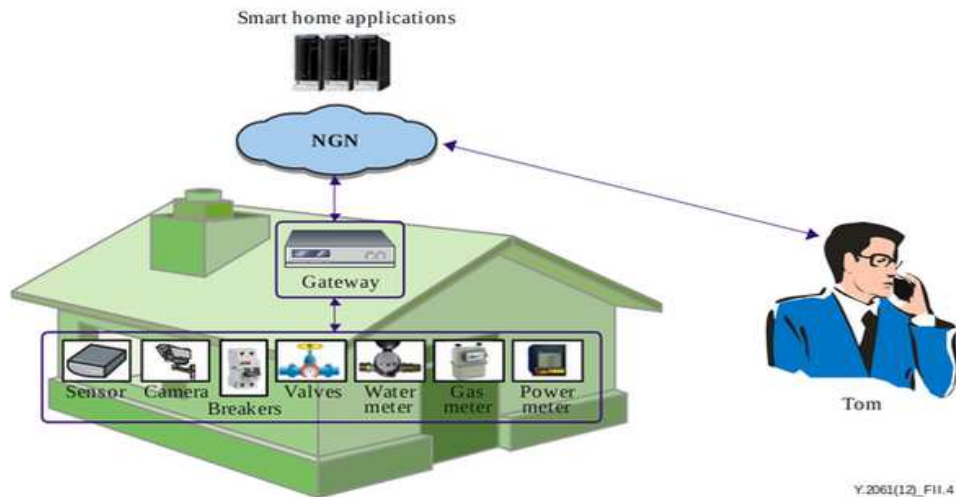 Smart home applications
NGN
Gateway
Sensor
Camera
Breakers
Valves
Water
meter
Gas
meter
Power
meter
Tom
Y.2061(12)_FII.4